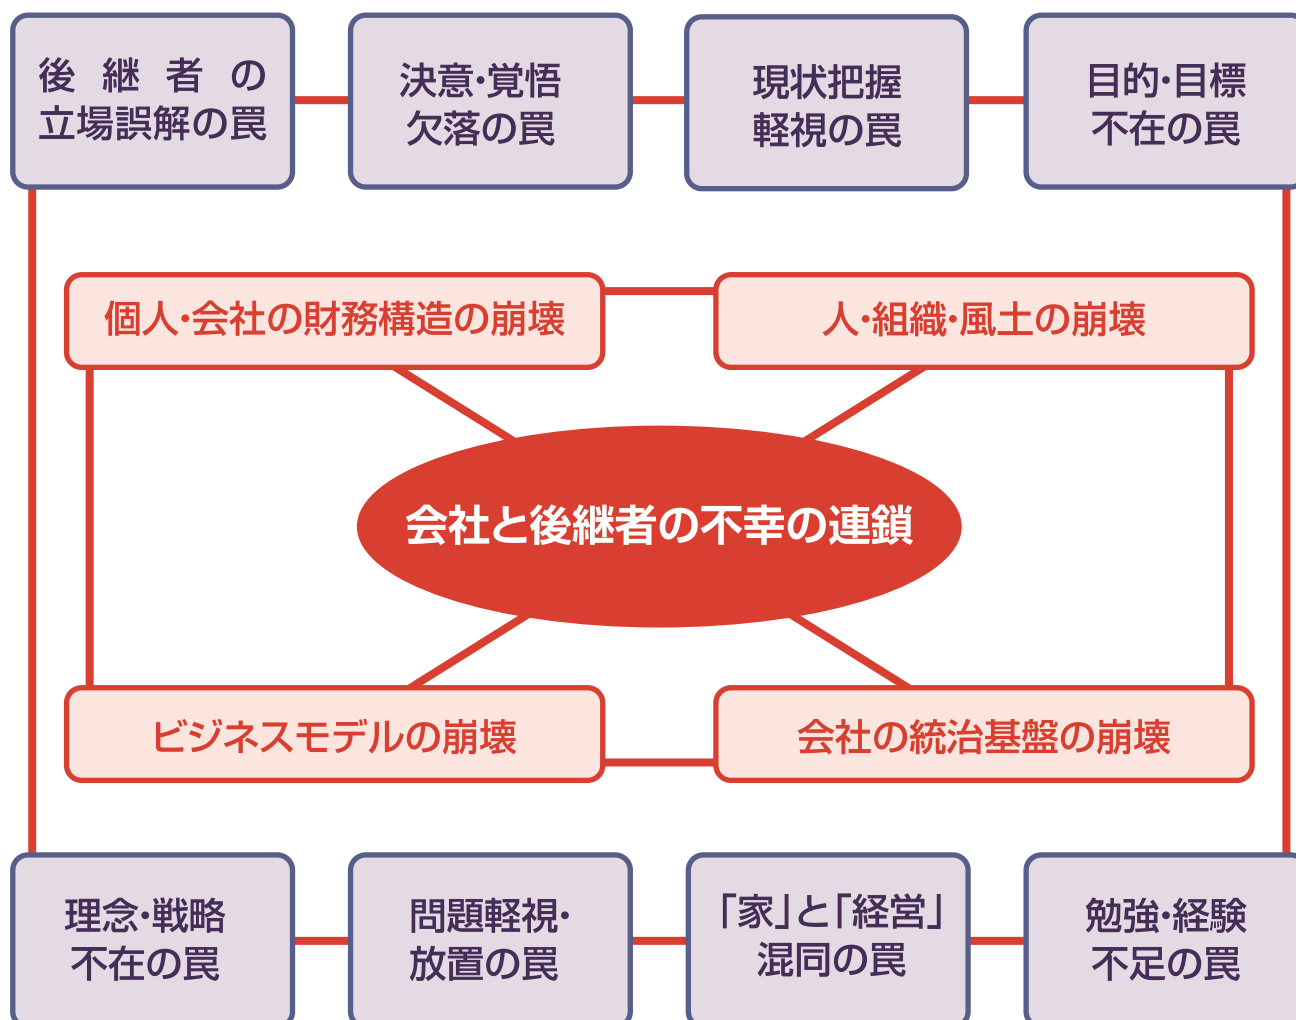 後継者の
立場誤解の罠
決意・覚悟
欠落の罠
現状把握
軽視の罠
目的・目標
不在の罠
個人・会社の財務構造の崩壊
人・組織・風土の崩壊
会社と後継者の不幸の連鎖
ビジネスモデルの崩壊
会社の統治基盤の崩壊
理念・戦略
不在の罠
問題軽視・
放置の罠
「家」と「経営」
混同の罠
勉強・経験
不足の罠